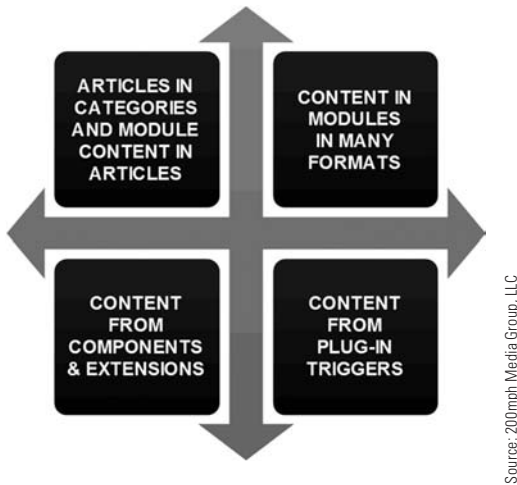 ARTICLES IN
CATEGORIES
AND MODULE
CONTENT IN
ARTICLES
CONTENT IN
MODULES
IN MANY
FORMATS
CONTENT
FROM
COMPONENTS
& EXTENSIONS
CONTENT
FROM
PLUG-IN
TRIGGERS
Source: 200mph Media Group, LLC